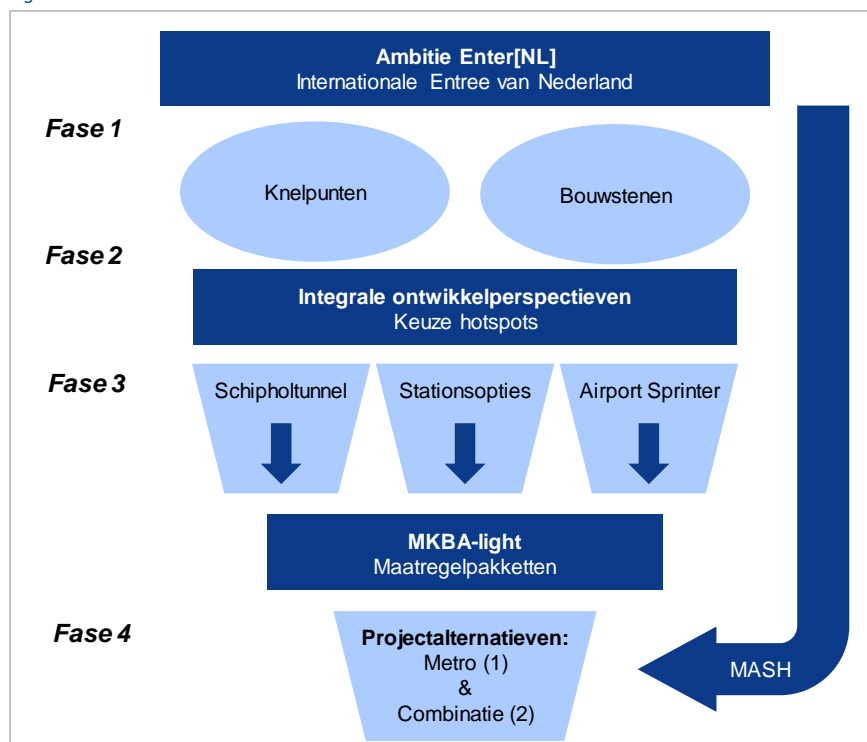 Ambitie Enter[NL]
Internationale Entree van Nederland
Fase 1
Knelpunten
Bouwstenen
Fase 2
Integrale ontwikkelperspectieven
Keuze hotspots
Fase 3
Schipholtunnel
Stationsopties
Airport Sprinter
MKBA-light
Maatregelpakketten
Fase 4
Projectalternatieven:
Metro (1)
&
Combinatie (2)
MASH